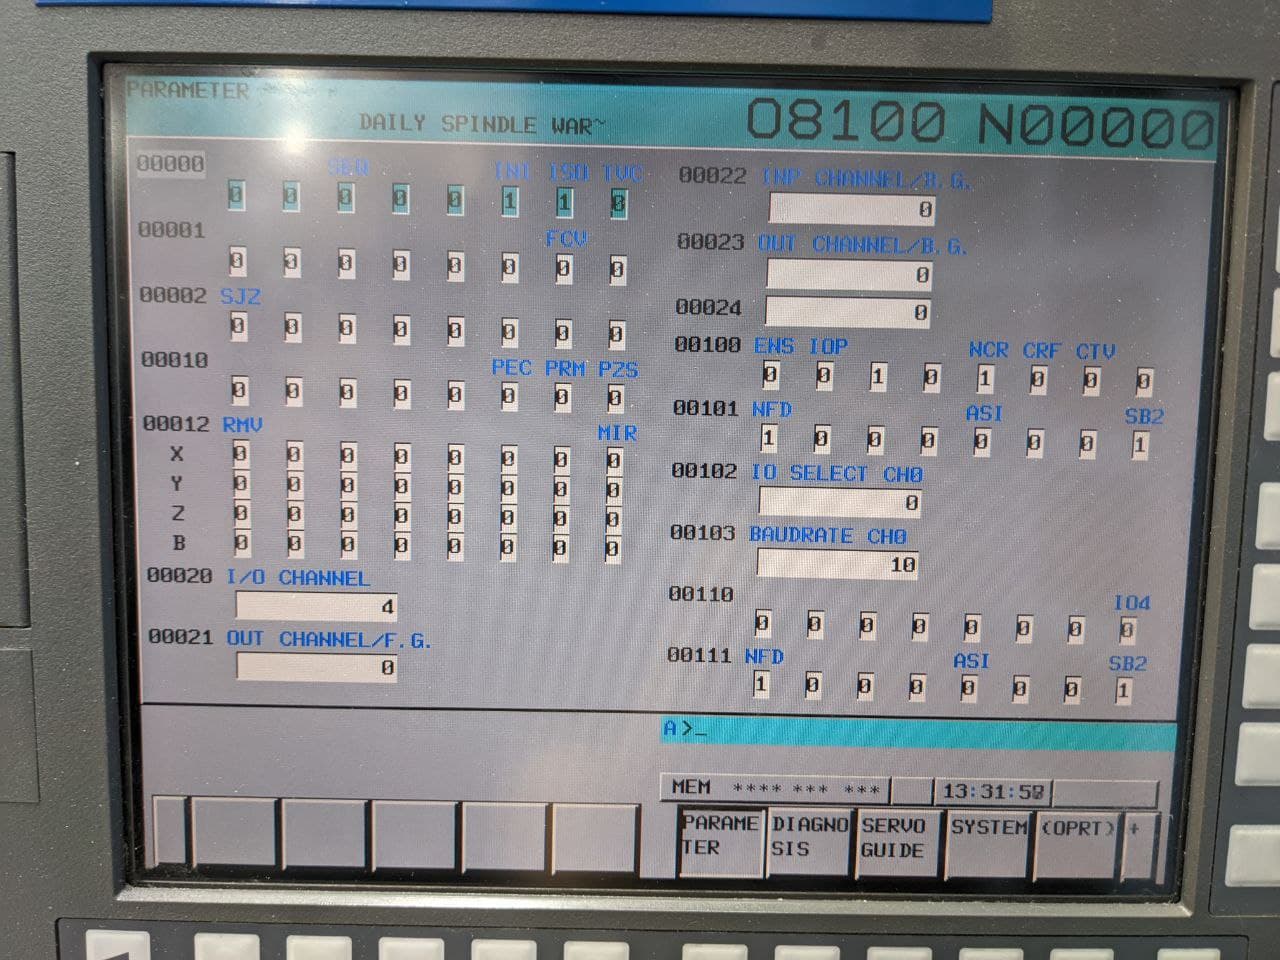 PARAMETER
DAILY SPINDLE WAR~
O8100 N00000
00000 SEQ INI ISO TVC
0 0 0 0 0 1 1 0
00001 FCV
0 0 0 0 0 0 0 0
00002 SJZ
0 0 0 0 0 0 0 0
00010 PEC PRM PZS
0 0 0 0 0 0 0 0
00012 RMV MIR
X 0 0 0 0 0 0 0 0
Y 0 0 0 0 0 0 0 0
Z 0 0 0 0 0 0 0 0
B 0 0 0 0 0 0 0 0
00020 I/O CHANNEL
4
00021 OUT CHANNEL/F.G.
0
00022 INP CHANNEL/B.G.
0
00023 OUT CHANNEL/B.G.
0
00024 0
00100 ENS IOP NCR CRF CTV
0 0 1 0 1 0 0 0
00101 NFD ASI SB2
1 0 0 0 0 0 0 1
00102 IO SELECT CH0
0
00103 BAUDRATE CH0
10
00110 IO4
0 0 0 0 0 0 0 0
00111 NFD ASI SB2
1 0 0 0 0 0 0 1
A>_
MEM **** *** ***
PARAME
TER
DIAGNO
SIS
SERVO
GUIDE
SYSTEM
(OPRT)
+